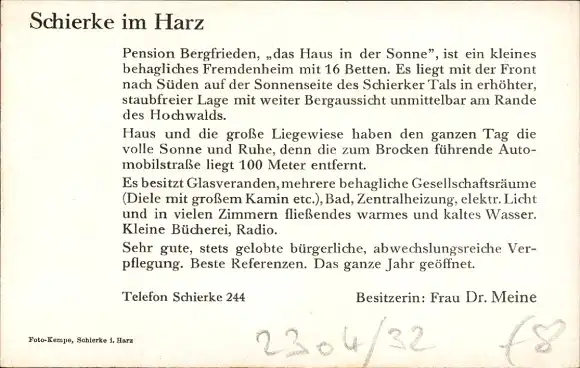 Schierke im Harz
Pension Bergfrieden, „das Haus in der Sonne”, ist ein kleines
behagliches Fremdenheim mit 16 Betten. Es liegt mit der Front
nach Süden auf der Sonnenseite des Schierker Tals in erhöhter,
staubfreier Lage mit weiter Bergaussicht unmittelbar am Rande
des Hochwalds.
Haus und die große Liegewiese haben den ganzen Tag die
volle Sonne und Ruhe, denn die zum Brocken führende Auto-
mobilstraße liegt 100 Meter entfernt.
Es besitzt Glasveranden, mehrere behagliche Gesellschaftsräume
(Diele mit großem Kamin etc.), Bad, Zentralheizung, elektr. Licht
und in vielen Zimmern fließendes warmes und kaltes Wasser.
Kleine Bücherei, Radio.
Sehr gute, stets gelobte bürgerliche, abwechslungsreiche Ver-
pflegung. Beste Referenzen. Das ganze Jahr geöffnet.
Telefon Schierke 244 Besitzerin: Frau Dr. Meine
Foto-Kempe, Schierke i. Harz
2304/32